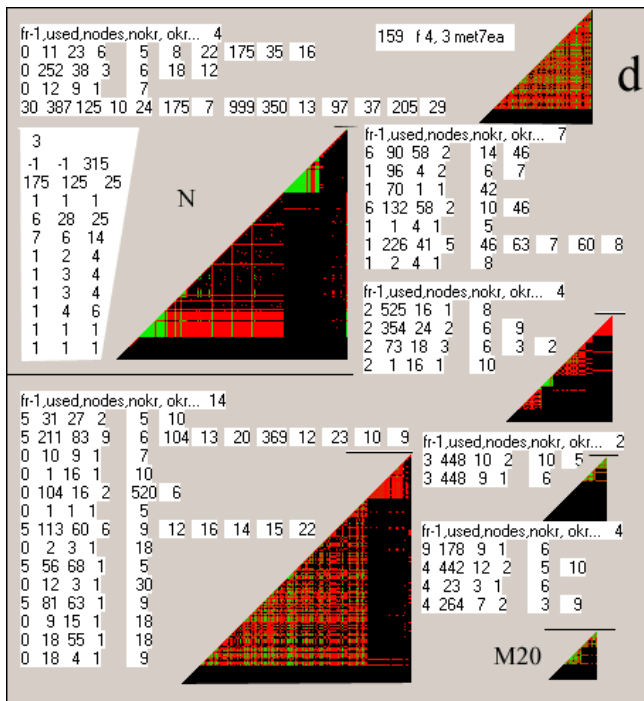 fr-1,used,nodes,nokr, okr... 4
0 11 23 6 5 8 22 175 35 16
0 252 38 3 6 18 12
0 12 9 1 7
30 387 125 10 24 175 7 999 350 13 97 37 205 29
159 f 4, 3 met7ea
d
3
-1 -1 315
175 125 25
1 1 1
6 28 25
7 6 14
1 2 4
1 3 4
1 3 4
1 4 6
1 1 1
1 1 1
N
fr-1,used,nodes,nokr, okr... 7
6 90 58 2 14 46
1 96 4 2 6 7
1 70 1 1 42
6 132 58 2 10 46
1 1 4 1 5
1 226 41 5 46 63 7 60 8
1 2 4 1 8
fr-1,used,nodes,nokr, okr... 4
2 525 16 1 8
2 354 24 2 6 9
2 73 18 3 6 3 2
2 1 16 1 10
fr-1,used,nodes,nokr, okr... 14
5 31 27 2 5 10
5 211 83 9 6 104 13 20 369 12 23 10 9
0 10 9 1 7
0 1 16 1 10
0 104 16 2 520 6
0 1 1 1 5
5 113 60 6 9 12 16 14 15 22
0 2 3 1 18
5 56 68 1 5
0 12 3 1 30
5 81 63 1 9
0 9 15 1 18
0 18 55 1 18
0 18 4 1 9
fr-1,used,nodes,nokr, okr... 2
3 448 10 2 10 5
3 448 9 1 6
fr-1,used,nodes,nokr, okr... 4
9 178 9 1 6
4 442 12 2 5 10
4 23 3 1 6
4 264 7 2 3 9
M20